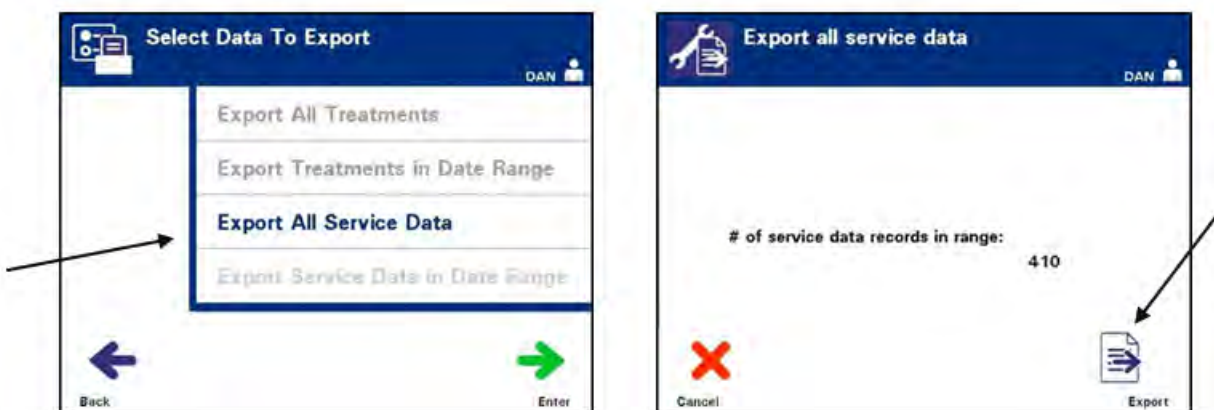 Select Data To Export
DAN
Export All Treatments
Export Treatments in Date Range
Export All Service Data
Export Service Data in Date Range
Back
Enter
Export all service data
DAN
# of service data records in range:
410
Cancel
Export